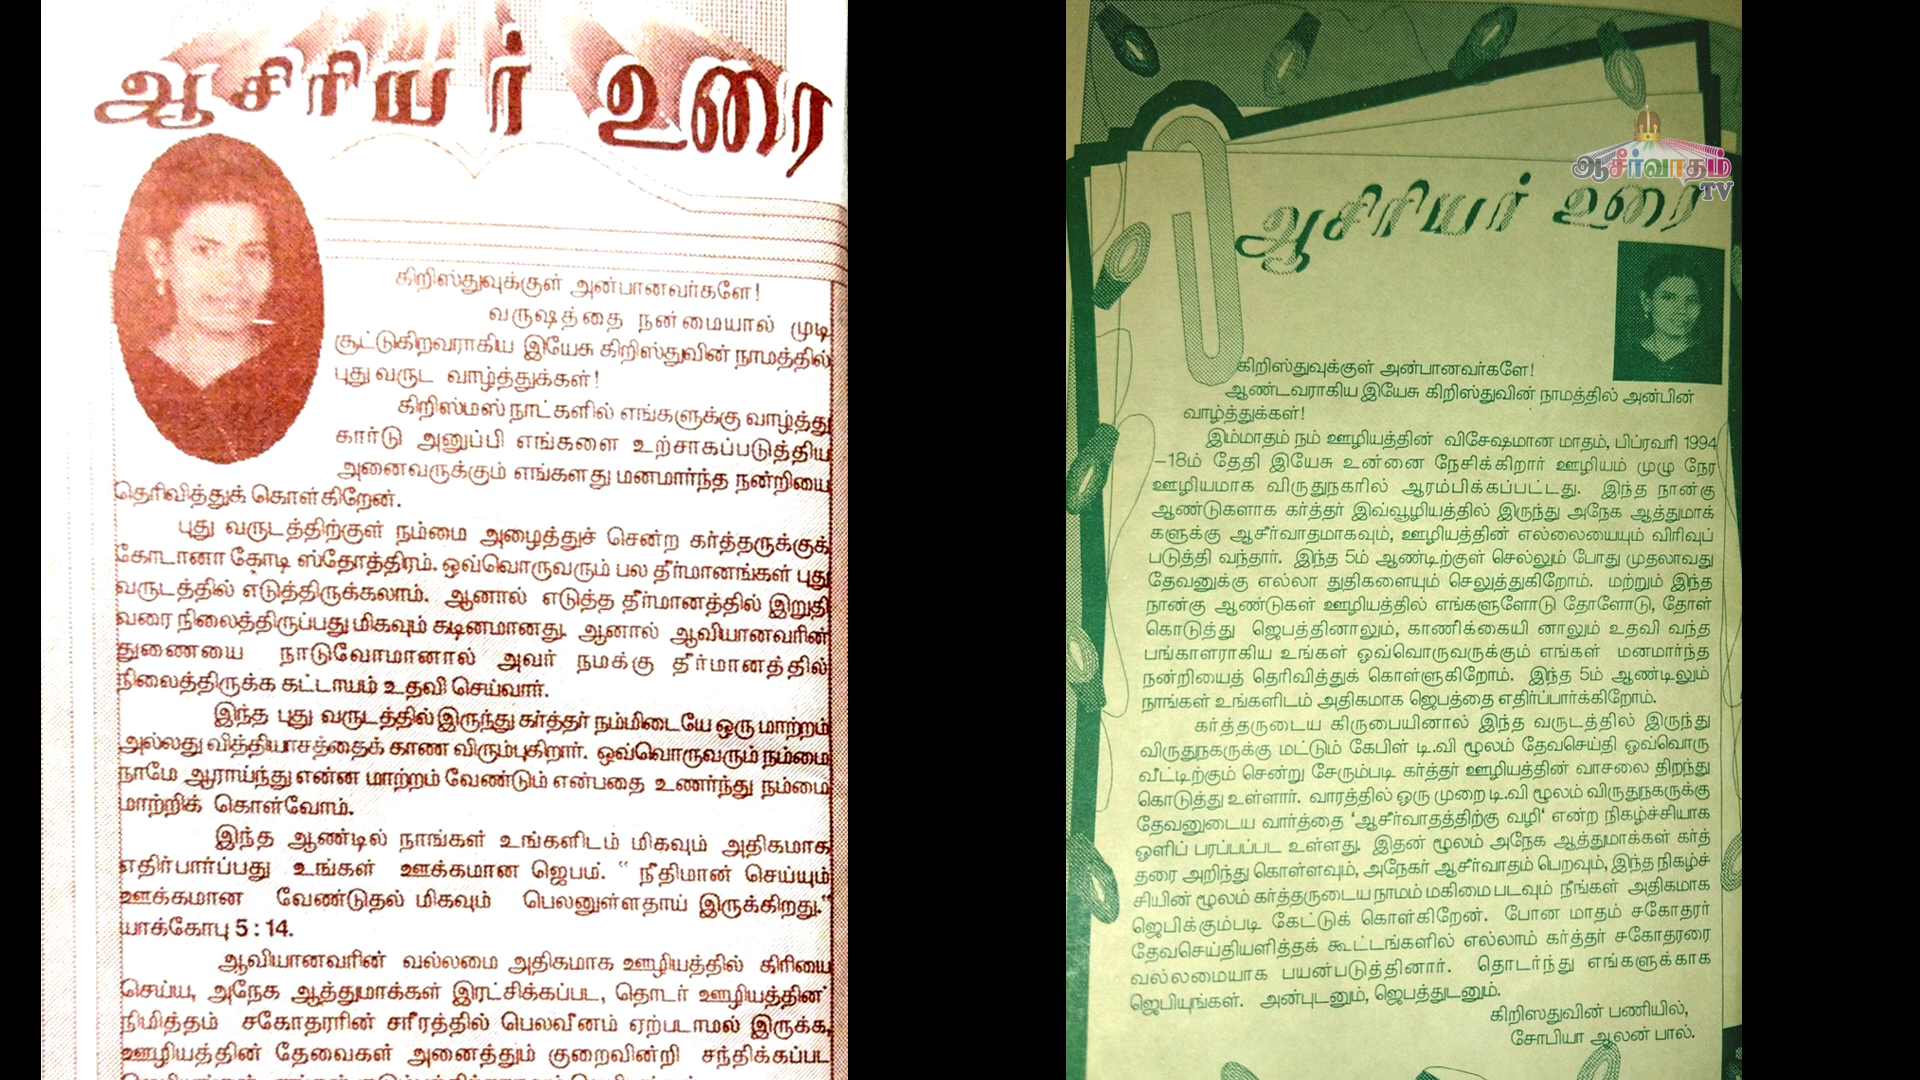 ஆசிரியர் உரை
கிறிஸ்துவுக்குள் அன்பானவர்களே!
வருஷத்தை நன்மையால் முடி
சூட்டுகிறவராகிய இயேசு கிறிஸ்துவின் நாமத்தில்
புது வருட வாழ்த்துக்கள்!
கிறிஸ்மஸ் நாட்களில் எங்களுக்கு வாழ்த்து
கார்டு அனுப்பி எங்களை உற்சாகப்படுத்திய
அனைவருக்கும் எங்களது மனமார்ந்த நன்றியை
தெரிவித்துக் கொள்கிறேன்.
புது வருடத்திற்குள் நம்மை அழைத்துச் சென்ற கர்த்தருக்குக்
கோடானா கோடி ஸ்தோத்திரம். ஒவ்வொருவரும் பல தீர்மானங்கள் புது
வருடத்தில் எடுத்திருக்கலாம். ஆனால் எடுத்த தீர்மானத்தில் இறுதி
வரை நிலைத்திருப்பது மிகவும் கடினமானது. ஆனால் ஆவியானவரின்
துணையை நாடுவோமானால் அவர் நமக்கு தீர்மானத்தில்
நிலைத்திருக்க கட்டாயம் உதவி செய்வார்.
இந்த புது வருடத்தில் இருந்து கர்த்தர் நம்மிடையே ஒரு மாற்றம்
அல்லது வித்தியாசத்தைக் காண விரும்புகிறார். ஒவ்வொருவரும் நம்மை
நாமே ஆராய்ந்து என்ன மாற்றம் வேண்டும் என்பதை உணர்ந்து நம்மை
மாற்றிக் கொள்வோம்.
இந்த ஆண்டில் நாங்கள் உங்களிடம் மிகவும் அதிகமாக
எதிர்பார்ப்பது உங்கள் ஊக்கமான ஜெபம். “ நீதிமான் செய்யும்
ஊக்கமான வேண்டுதல் மிகவும் பெலனுள்ளதாய் இருக்கிறது.“
யாக்கோபு 5 : 14.
ஆவியானவரின் வல்லமை அதிகமாக ஊழியத்தில் கிரியை
செய்ய, அநேக ஆத்துமாக்கள் இரட்சிக்கப்பட, தொடர் ஊழியத்தின்
நிமித்தம் சகோதரரின் சரீரத்தில் பெலவீனம் ஏற்படாமல் இருக்க,
ஊழியத்தின் தேவைகள் அனைத்தும் குறைவின்றி சந்திக்கப்பட
ஆசீர்வாதம்
TV
ஆசிரியர் உரை
கிறிஸ்துவுக்குள் அன்பானவர்களே!
ஆண்டவராகிய இயேசு கிறிஸ்துவின் நாமத்தில் அன்பின்
வாழ்த்துக்கள்!
இம்மாதம் நம் ஊழியத்தின் விசேஷமான மாதம், பிப்ரவரி 1994
–18ம் தேதி இயேசு உன்னை நேசிக்கிறார் ஊழியம் முழு நேர
ஊழியமாக விருதுநகரில் ஆரம்பிக்கப்பட்டது. இந்த நான்கு
ஆண்டுகளாக கர்த்தர் இவ்வூழியத்தில் இருந்து அநேக ஆத்துமாக்
களுக்கு ஆசீர்வாதமாகவும், ஊழியத்தின் எல்லையையும் விரிவுப்
படுத்தி வந்தார். இந்த 5ம் ஆண்டிற்குள் செல்லும் போது முதலாவது
தேவனுக்கு எல்லா துதிகளையும் செலுத்துகிறோம். மற்றும் இந்த
நான்கு ஆண்டுகள் ஊழியத்தில் எங்களுளோடு தோளோடு, தோள்
கொடுத்து ஜெபத்தினாலும், காணிக்கையி னாலும் உதவி வந்த
பங்காளராகிய உங்கள் ஒவ்வொருவருக்கும் எங்கள் மனமார்ந்த
நன்றியைத் தெரிவித்துக் கொள்ளுகிறோம். இந்த 5ம் ஆண்டிலும்
நாங்கள் உங்களிடம் அதிகமாக ஜெபத்தை எதிர்ப்பார்க்கிறோம்.
கர்த்தருடைய கிருபையினால் இந்த வருடத்தில் இருந்து
விருதுநகருக்கு மட்டும் கேபிள் டி.வி மூலம் தேவசெய்தி ஒவ்வொரு
வீட்டிற்கும் சென்று சேரும்படி கர்த்தர் ஊழியத்தின் வாசலை திறந்து
கொடுத்து உள்ளார். வாரத்தில் ஒரு முறை டி.வி மூலம் விருதுநகருக்கு
தேவனுடைய வார்த்தை ‘ஆசீர்வாதத்திற்கு வழி‘ என்ற நிகழ்ச்சியாக
ஒளிப் பரப்பப்பட உள்ளது. இதன் மூலம் அநேக ஆத்துமாக்கள் கர்த்
தரை அறிந்து கொள்ளவும், அநேகர் ஆசீர்வாதம் பெறவும், இந்த நிகழ்ச்
சியின் மூலம் கர்த்தருடைய நாமம் மகிமை படவும் நீங்கள் அதிகமாக
ஜெபிக்கும்படி கேட்டுக் கொள்கிறேன். போன மாதம் சகோதரர்
தேவசெய்தியளித்தக் கூட்டங்களில் எல்லாம் கர்த்தர் சகோதரரை
வல்லமையாக பயன்படுத்தினார். தொடர்ந்து எங்களுக்காக
ஜெபியுங்கள். அன்புடனும், ஜெபத்துடனும்.
கிறிஸ்துவின் பணியில்,
சோபியா ஆலன் பால்.